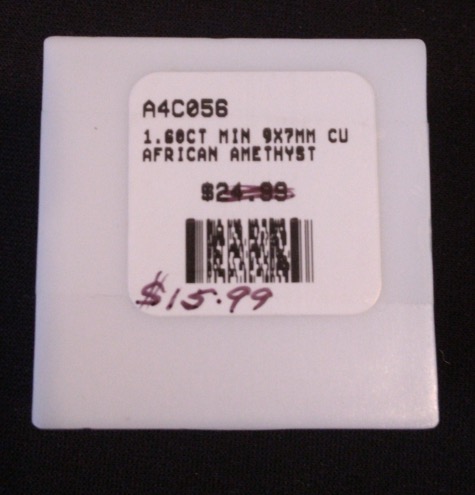 A4C056
1.60CT MIN 9X7MM CU
AFRICAN AMETHYST
$24.99
$15.99